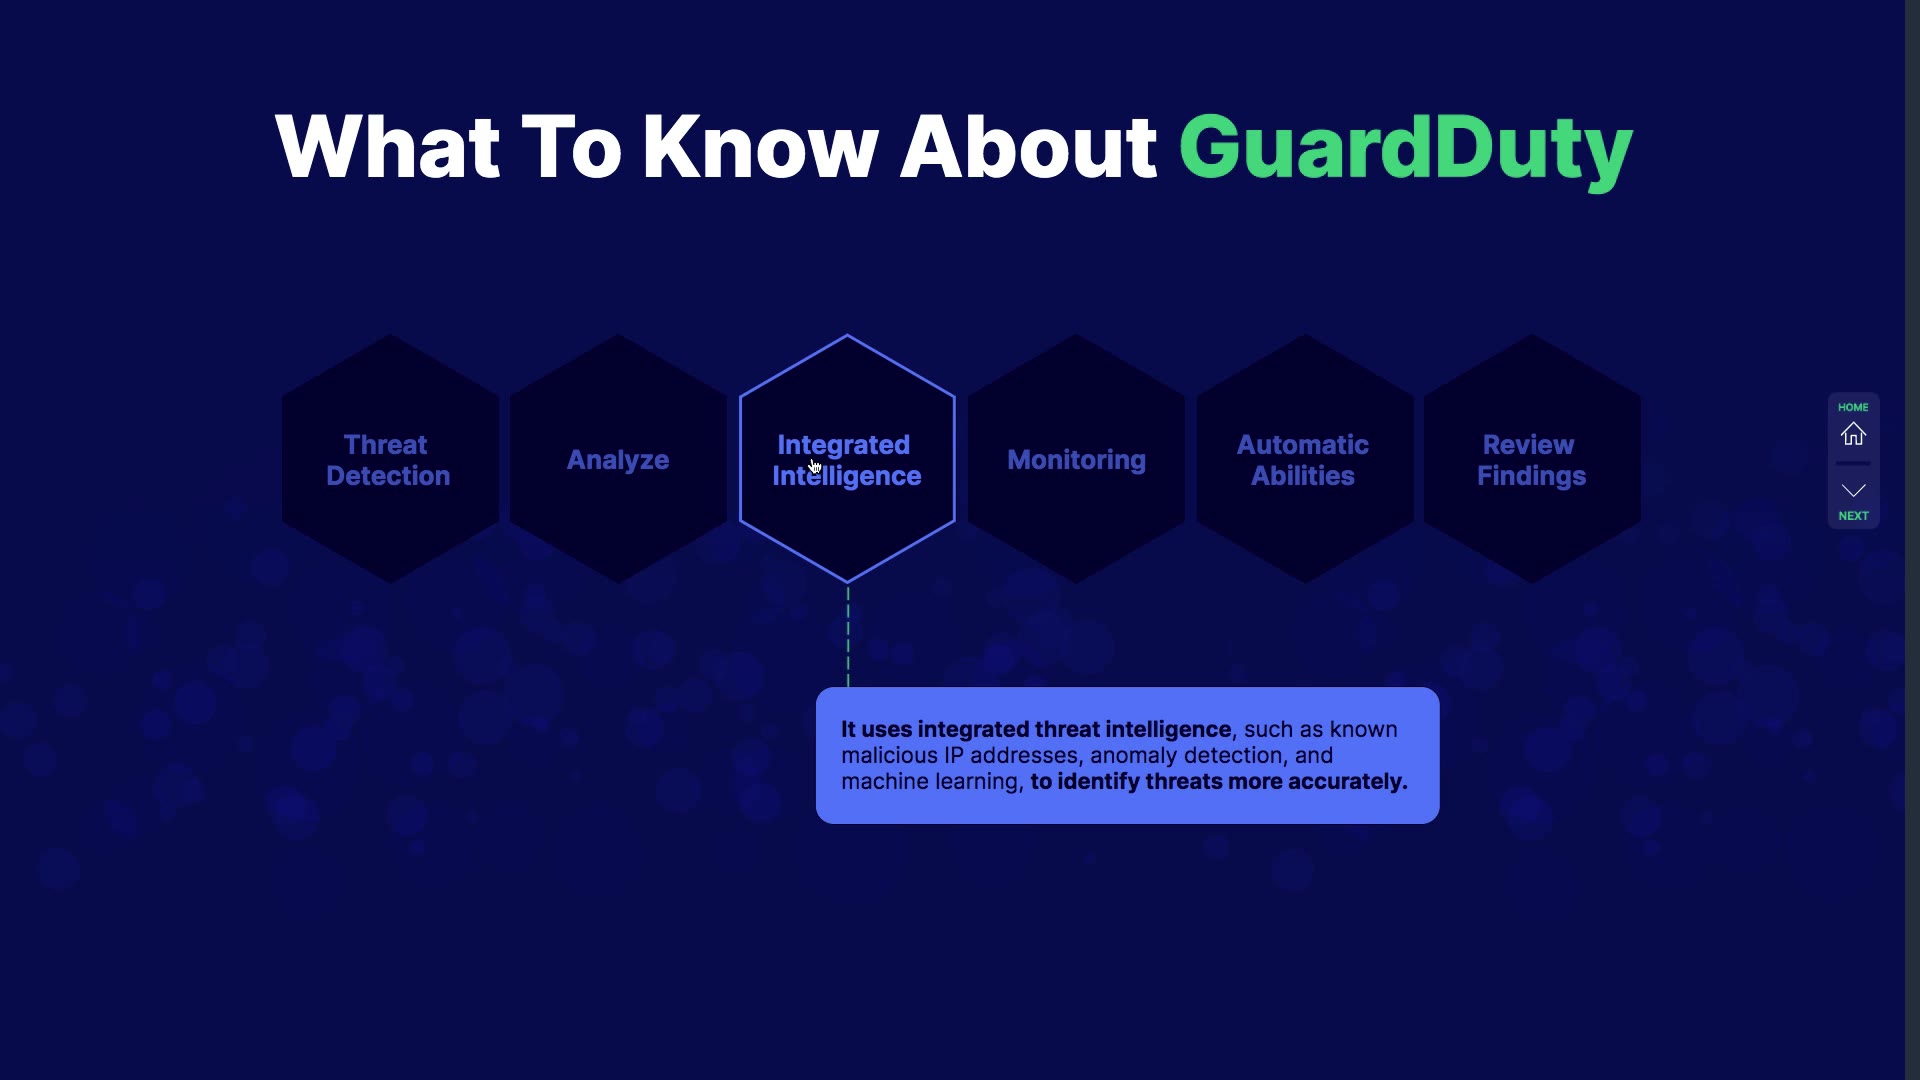 What To Know About GuardDuty
Threat
Detection
Analyze
Integrated
Intelligence
Monitoring
Automatic
Abilities
Review
Findings
HOME
NEXT
It uses integrated threat intelligence, such as known
malicious IP addresses, anomaly detection, and
machine learning, to identify threats more accurately.